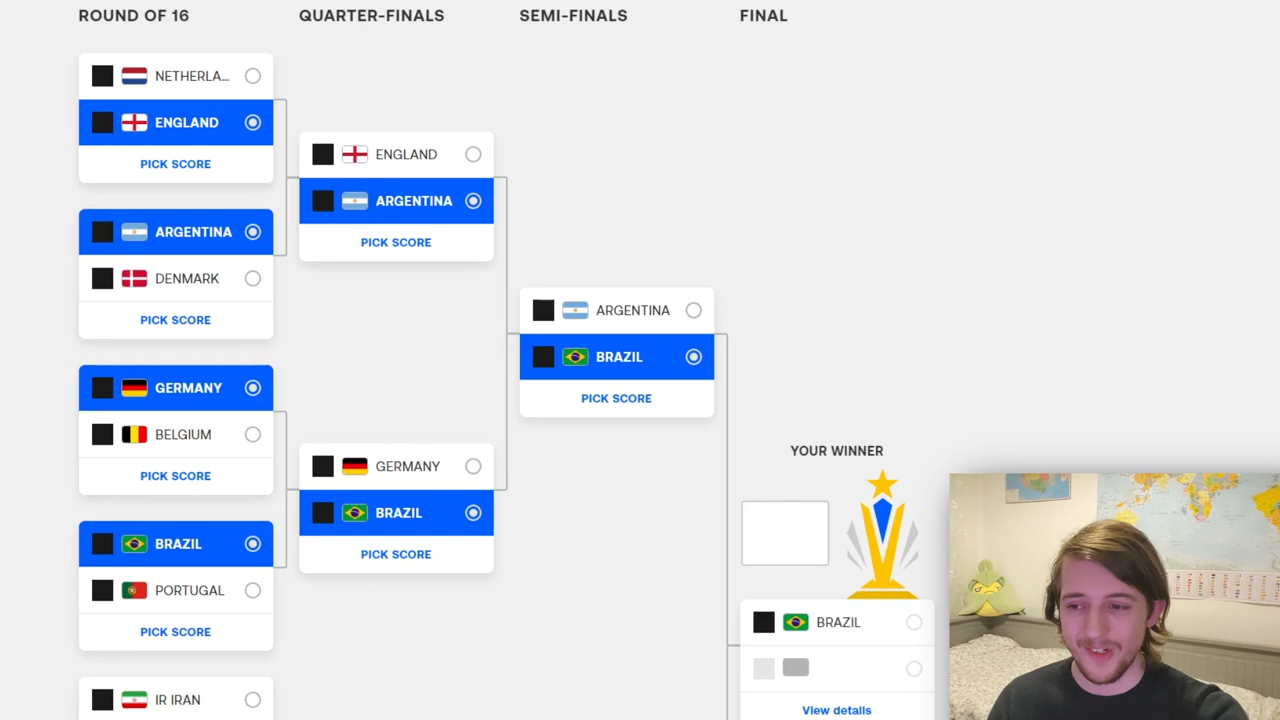 ROUND OF 16
QUARTER-FINALS
SEMI-FINALS
FINAL
NETHERLA...
ENGLAND
PICK SCORE
ARGENTINA
DENMARK
PICK SCORE
GERMANY
BELGIUM
PICK SCORE
BRAZIL
PORTUGAL
PICK SCORE
IR IRAN
ENGLAND
ARGENTINA
PICK SCORE
GERMANY
BRAZIL
PICK SCORE
ARGENTINA
BRAZIL
PICK SCORE
YOUR WINNER
BRAZIL
View details